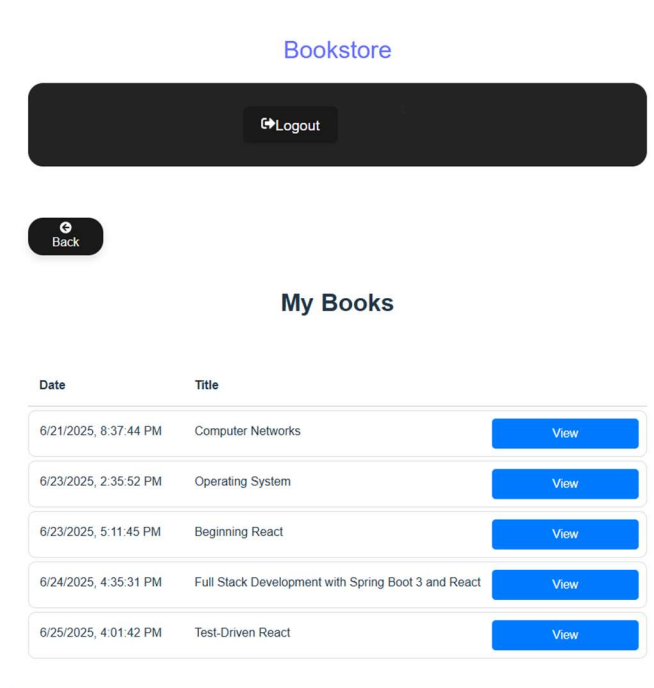 Bookstore
Logout
Back
My Books
Date Title
6/21/2025, 8:37:44 PM Computer Networks View
6/23/2025, 2:35:52 PM Operating System View
6/23/2025, 5:11:45 PM Beginning React View
6/24/2025, 4:35:31 PM Full Stack Development with Spring Boot 3 and React View
6/25/2025, 4:01:42 PM Test-Driven React View